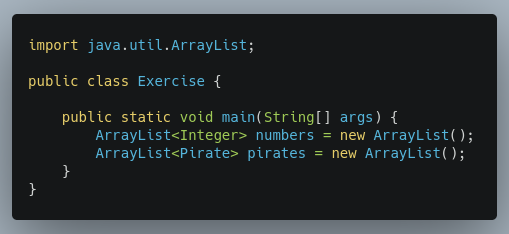 import java.util.ArrayList;
public class Exercise {
public static void main(String[] args) {
ArrayList<Integer> numbers = new ArrayList();
ArrayList<Pirate> pirates = new ArrayList();
}
}